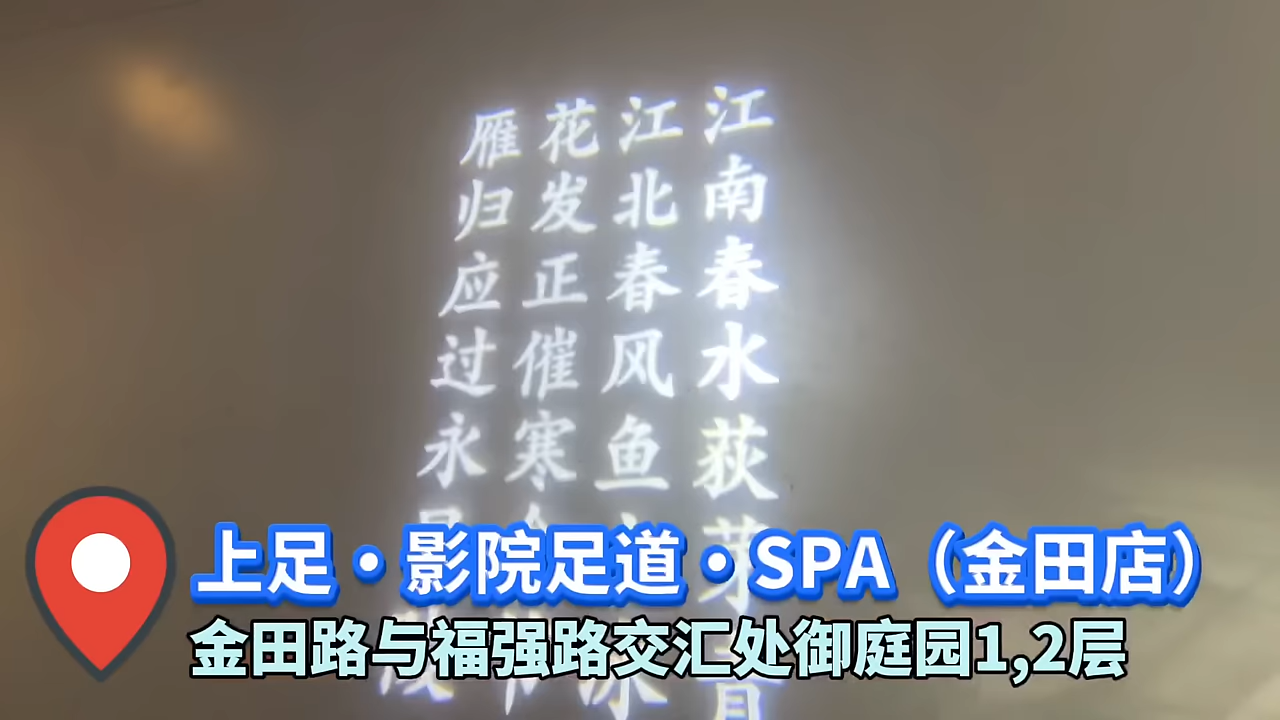 江南春水荻芽青
江北春风鱼
花发正催寒
雁归应过永
上足·影院足道·SPA（金田店）
金田路与福强路交汇处御庭园1,2层